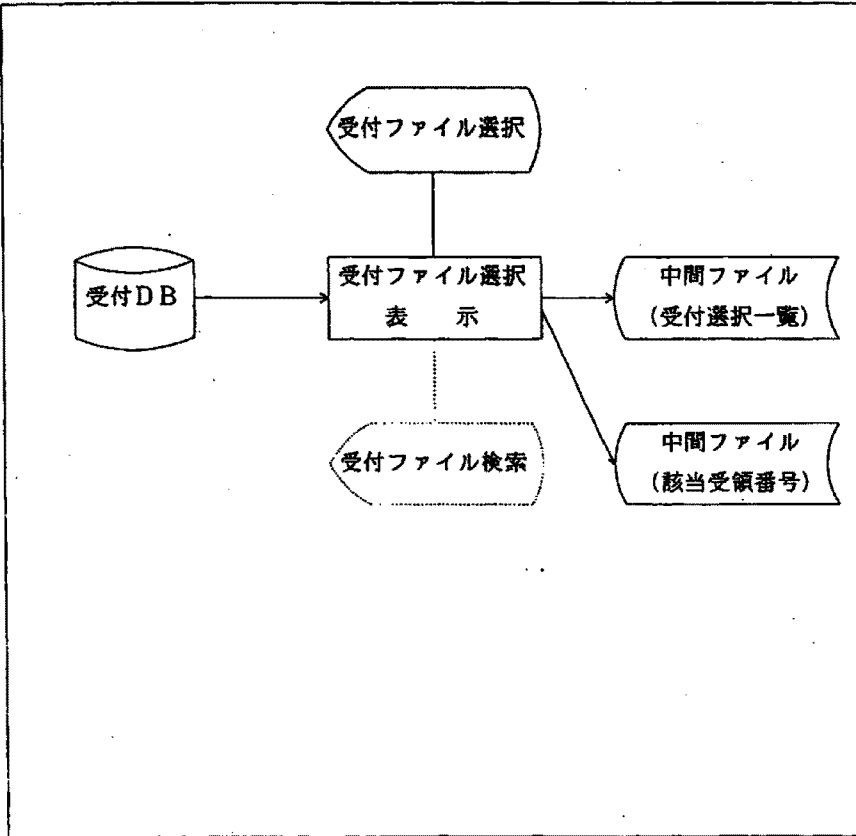 受付ファイル選択
受付DB
受付ファイル選択
表　示
中間ファイル
(受付選択一覧)
受付ファイル検索
中間ファイル
(該当受領番号)